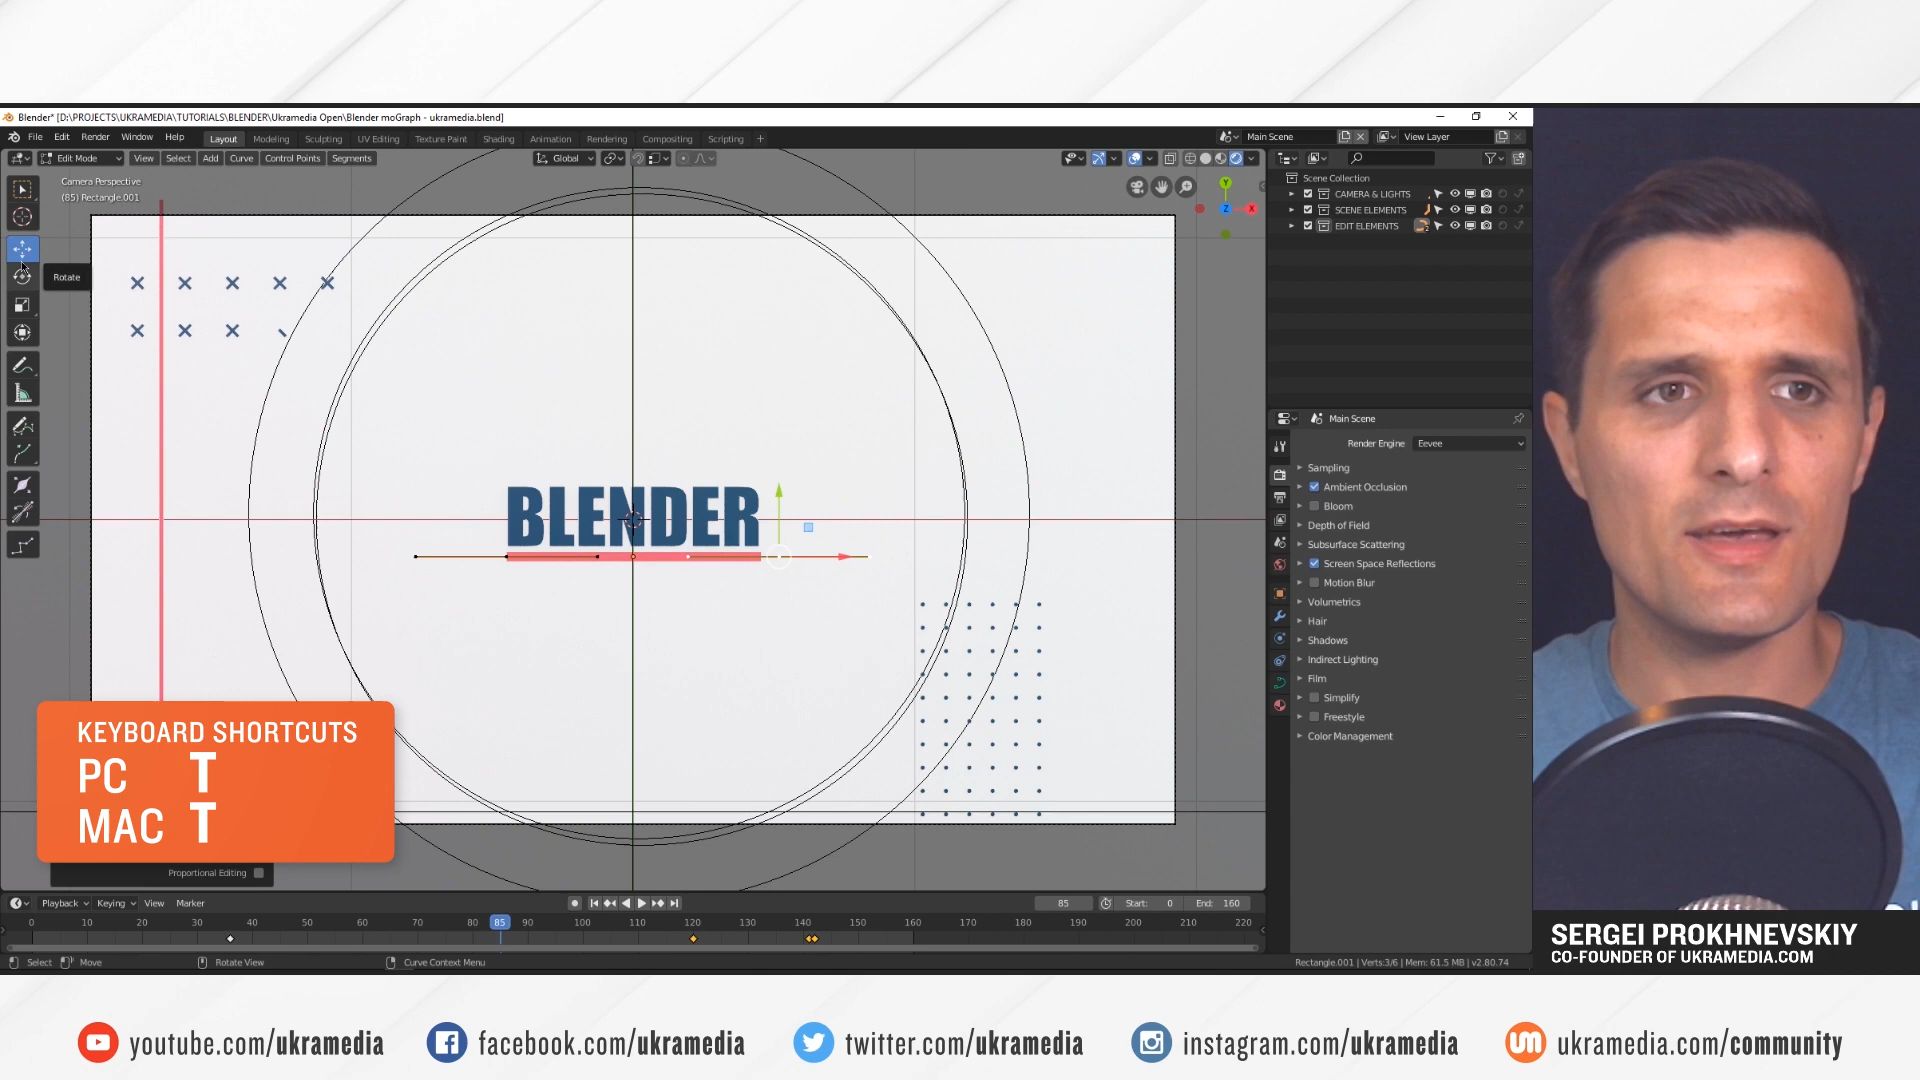 Blender* [D:\PROJECTS\UKRAMEDIA\TUTORIALS\BLENDER\Ukramedia Open\Blender moGraph - ukramedia.blend]
File Edit Render Window Help Layout Modeling Sculpting UV Editing Texture Paint Shading Animation Rendering Compositing Scripting + Main Scene View Layer
Edit Mode View Select Add Curve Control Points Segments Global
Camera Perspective
(85) Rectangle.001
Rotate
Y
Z
X
BLENDER
Scene Collection
CAMERA & LIGHTS
SCENE ELEMENTS
EDIT ELEMENTS
Main Scene
Render Engine Eevee
Sampling
Ambient Occlusion
Bloom
Depth of Field
Subsurface Scattering
Screen Space Reflections
Motion Blur
Volumetrics
Hair
Shadows
Indirect Lighting
Film
Simplify
Freestyle
Color Management
KEYBOARD SHORTCUTS
PC T
MAC T
Proportional Editing
Playback Keying View Marker 85 Start: 0 End: 160
0 10 20 30 40 50 60 70 80 85 90 100 110 120 130 140 150 160 170 180 190 200 210 220
Select Move Rotate View Curve Context Menu Rectangle.001 | Verts:3/6 | Mem: 61.5 MB | v2.80.74
SERGEI PROKHNEVSKIY
CO-FOUNDER OF UKRAMEDIA.COM
youtube.com/ukramedia facebook.com/ukramedia twitter.com/ukramedia instagram.com/ukramedia um ukramedia.com/community